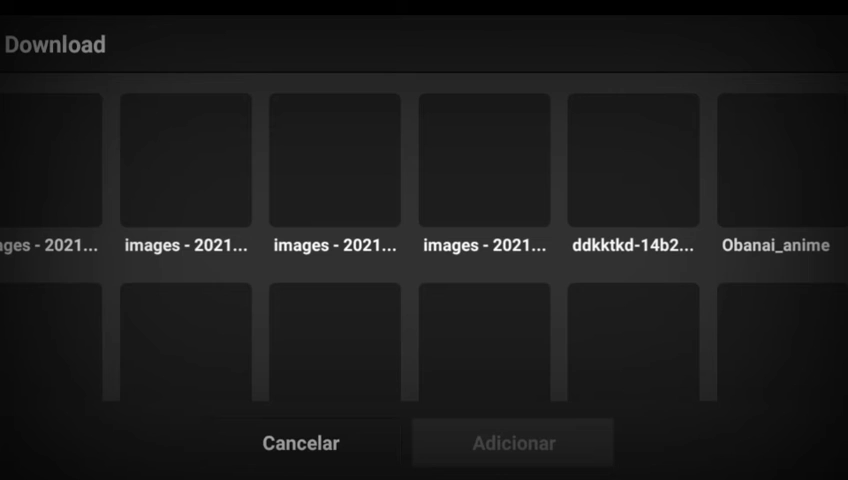 Download
ages - 2021...
images - 2021...
images - 2021...
images - 2021...
ddkktkd-14b2...
Obanai_anime
Cancelar
Adicionar